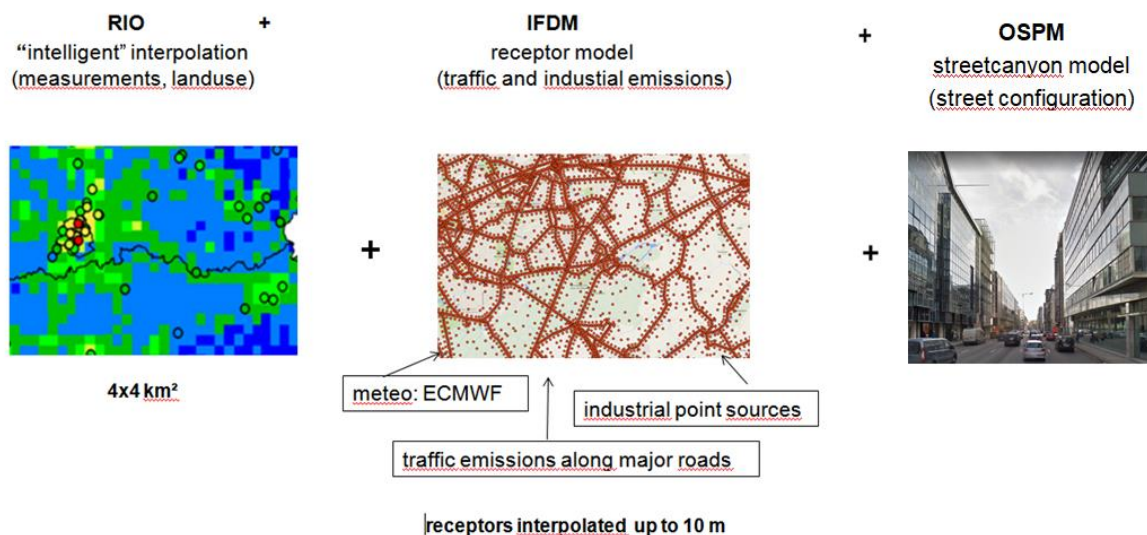 RIO + IFDM + OSPM
“intelligent” interpolation
(measurements, landuse)
receptor model
(traffic and industial emissions)
streetcanyon model
(street configuration)
+ +
4x4 km²
meteo: ECMWF
industrial point sources
traffic emissions along major roads
receptors interpolated up to 10 m